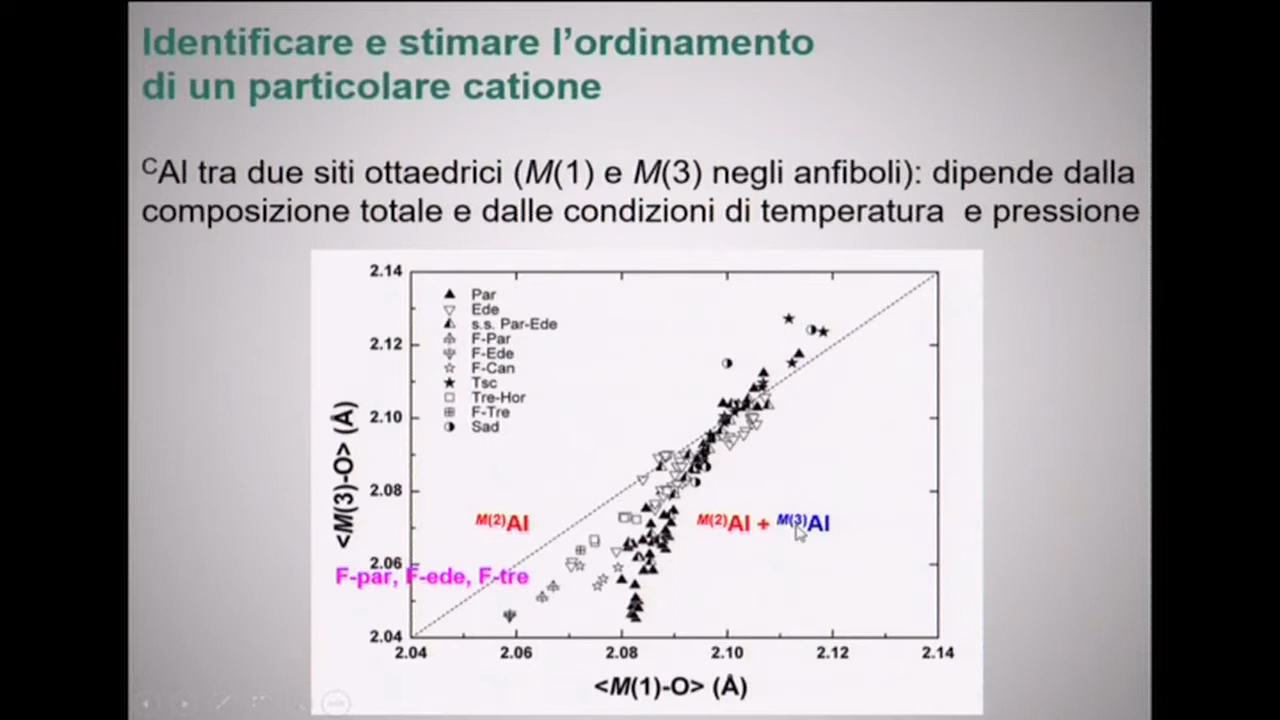 Identificare e stimare l’ordinamento
di un particolare catione
CAl tra due siti ottaedrici (M(1) e M(3) negli anfiboli): dipende dalla
composizione totale e dalle condizioni di temperatura e pressione
2.14
2.12
2.10
2.08
2.06
2.04
<M(3)-O> (Å)
Par
Ede
s.s. Par-Ede
F-Par
F-Ede
F-Can
Tsc
Tre-Hor
F-Tre
Sad
M(2)Al
M(2)Al + M(3)Al
F-par, F-ede, F-tre
2.04 2.06 2.08 2.10 2.12 2.14
<M(1)-O> (Å)